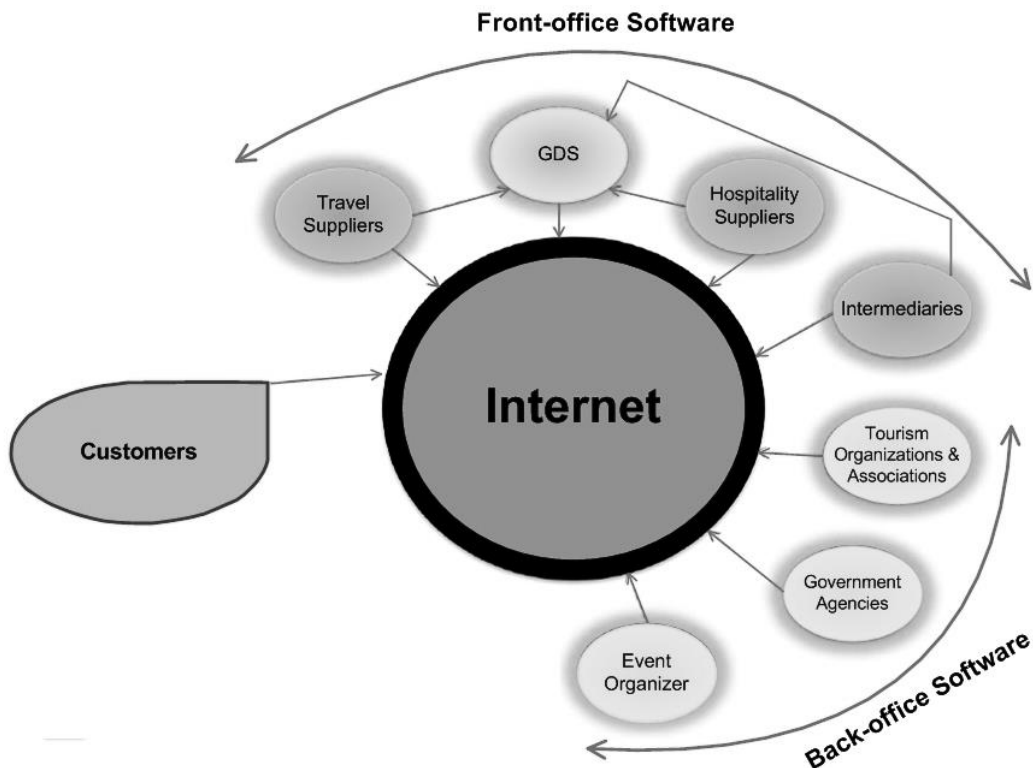 Front-office Software
GDS
Travel
Suppliers
Hospitality
Suppliers
Intermediaries
Internet
Customers
Tourism
Organizations &
Associations
Government
Agencies
Event
Organizer
Back-office Software